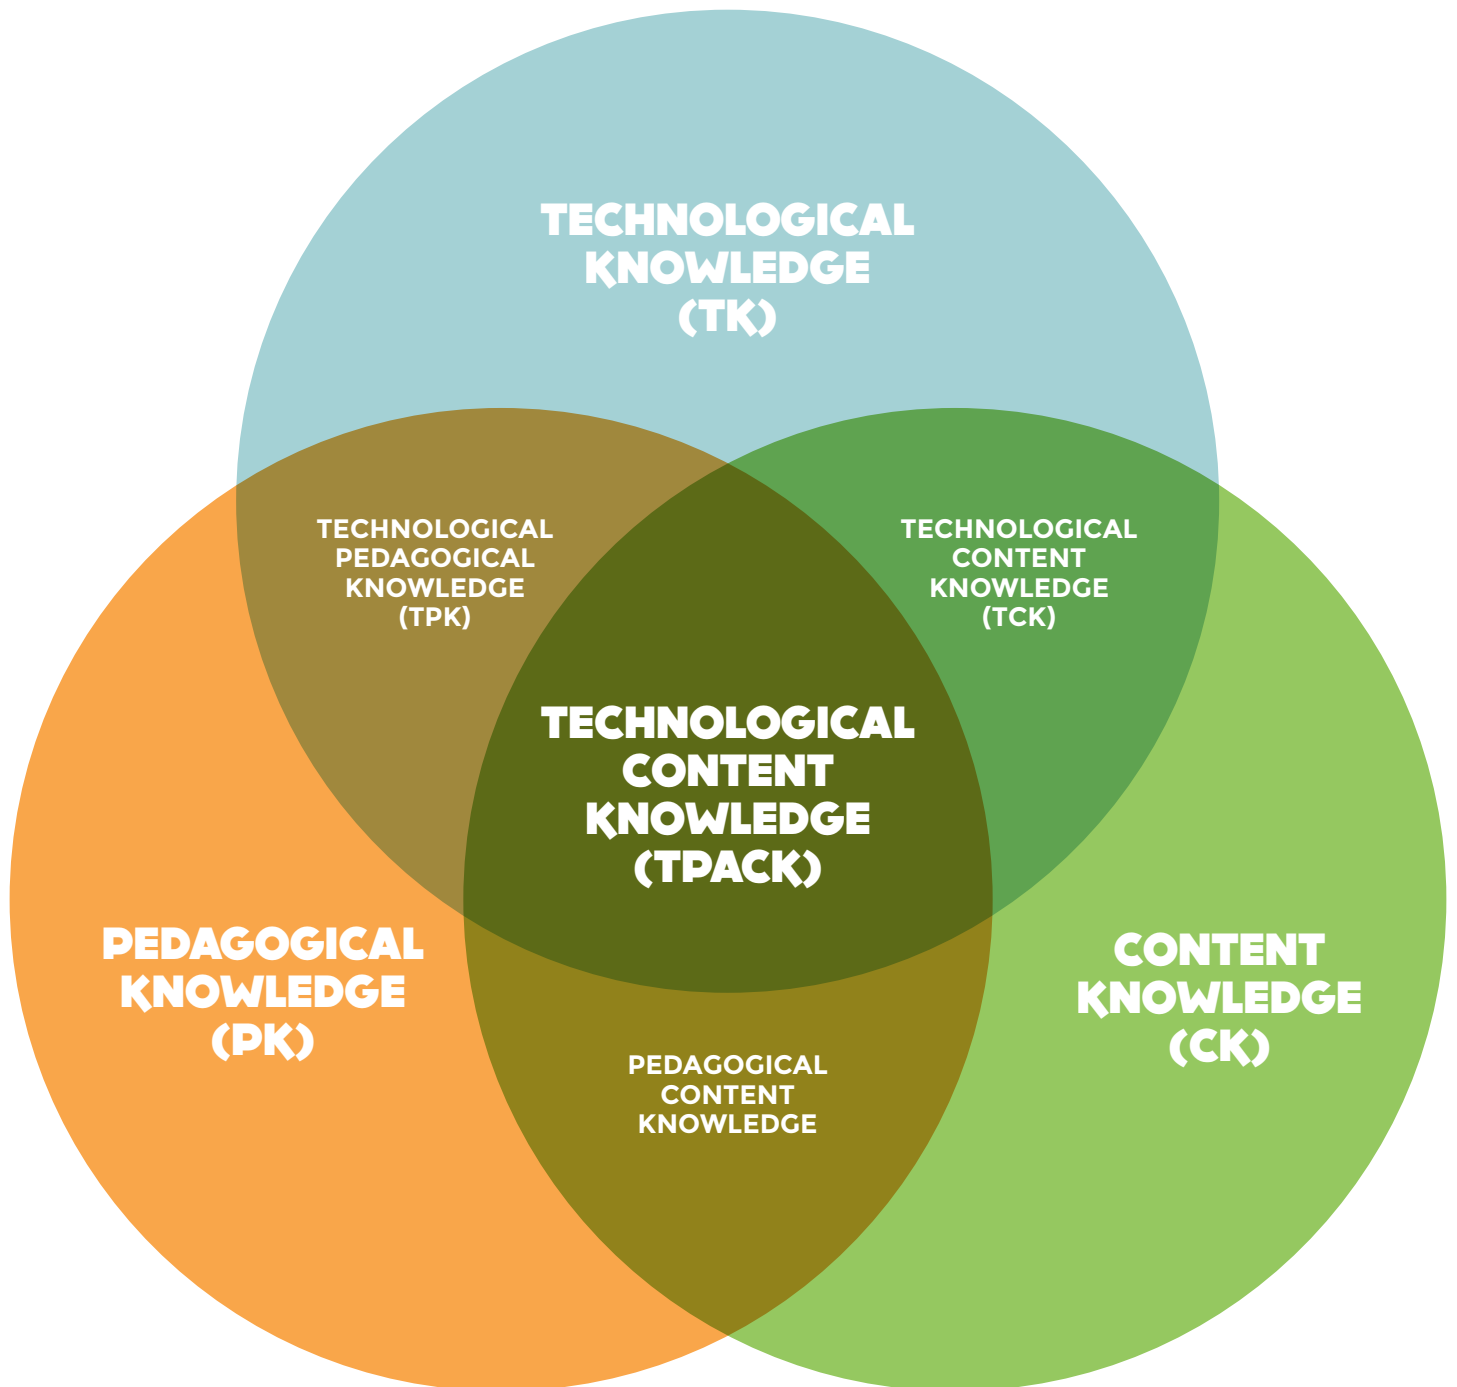 TECHNOLOGICAL
KNOWLEDGE
(TK)
TECHNOLOGICAL
PEDAGOGICAL
KNOWLEDGE
(TPK)
TECHNOLOGICAL
CONTENT
KNOWLEDGE
(TCK)
TECHNOLOGICAL
CONTENT
KNOWLEDGE
(TPACK)
PEDAGOGICAL
KNOWLEDGE
(PK)
CONTENT
KNOWLEDGE
(CK)
PEDAGOGICAL
CONTENT
KNOWLEDGE